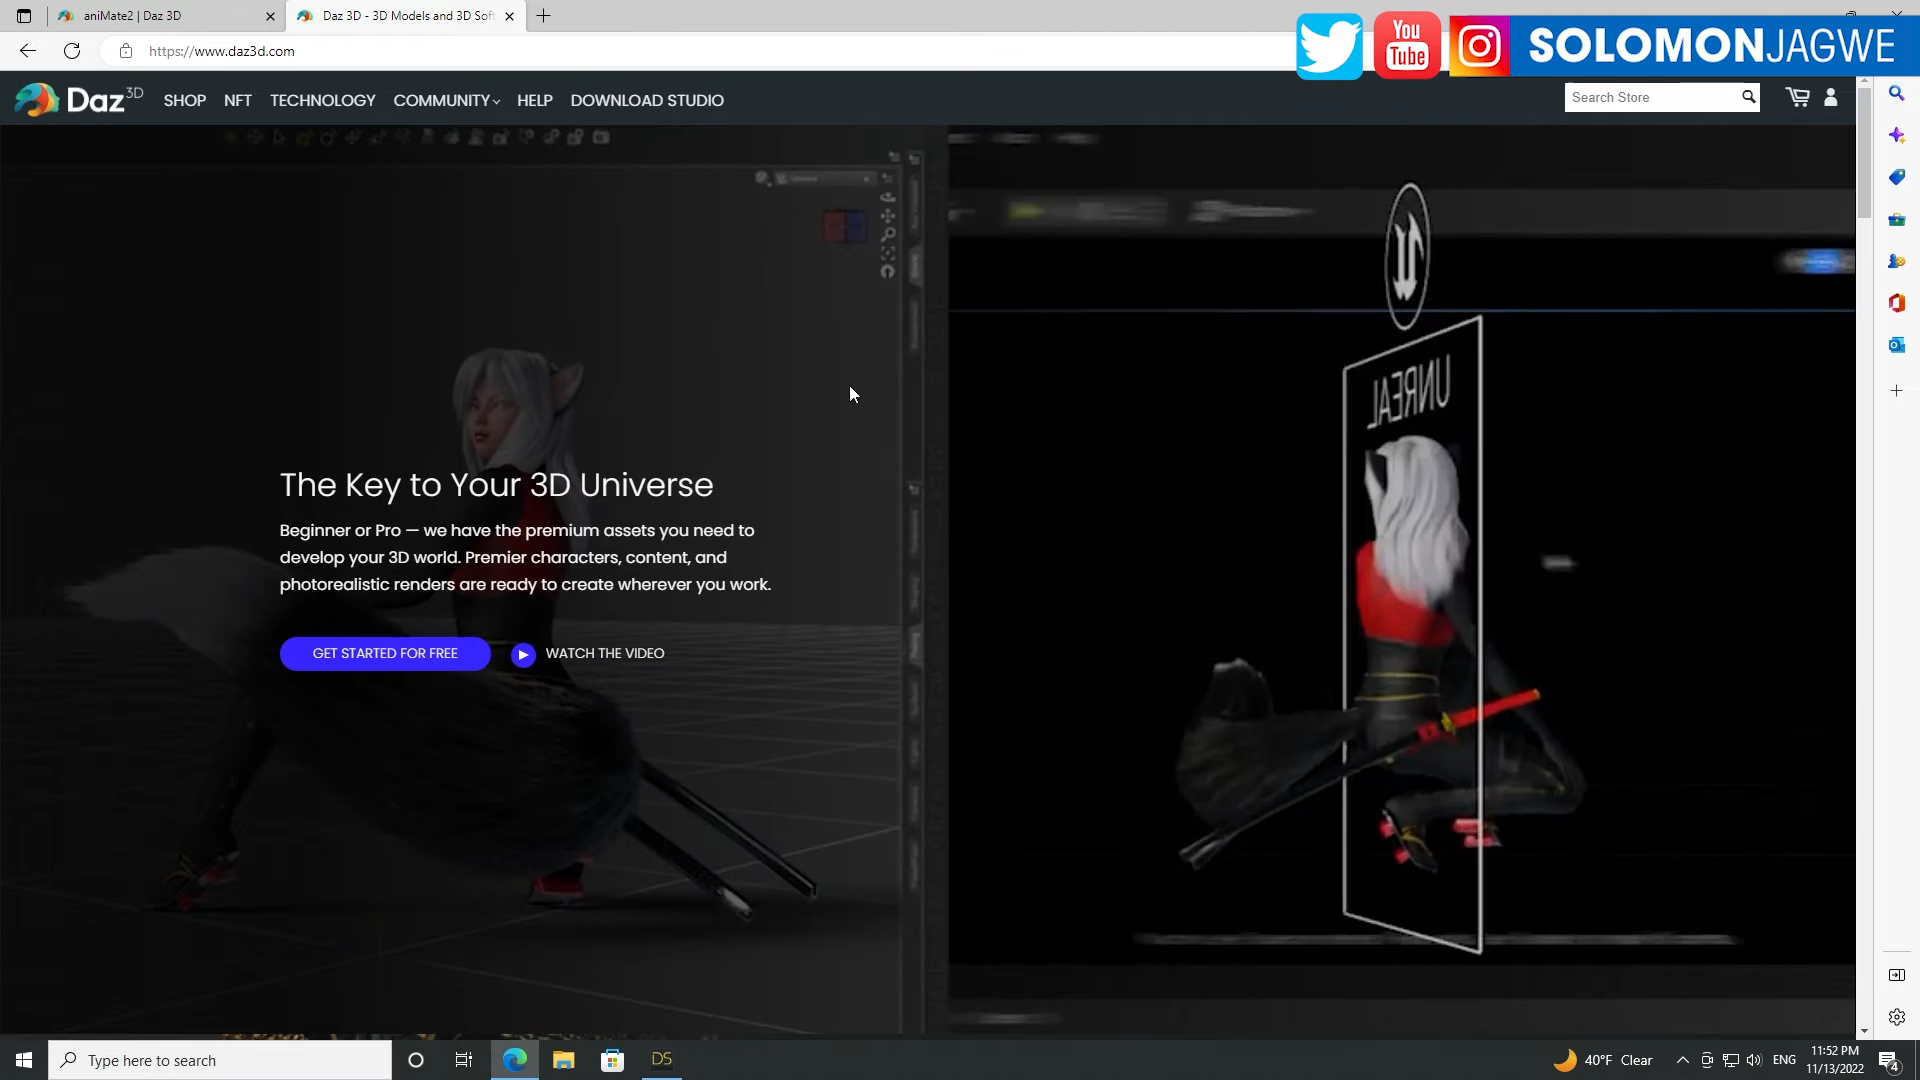 aniMate2 | Daz 3D
Daz 3D - 3D Models and 3D Soft
https://www.daz3d.com
You
Tube
SOLOMONJAGWE
Daz 3D
SHOP NFT TECHNOLOGY COMMUNITY HELP DOWNLOAD STUDIO
Search Store
UNREAL
The Key to Your 3D Universe
Beginner or Pro — we have the premium assets you need to
develop your 3D world. Premier characters, content, and
photorealistic renders are ready to create wherever you work.
GET STARTED FOR FREE
WATCH THE VIDEO
Type here to search
DS
40°F Clear
ENG
11:52 PM
11/13/2022
4